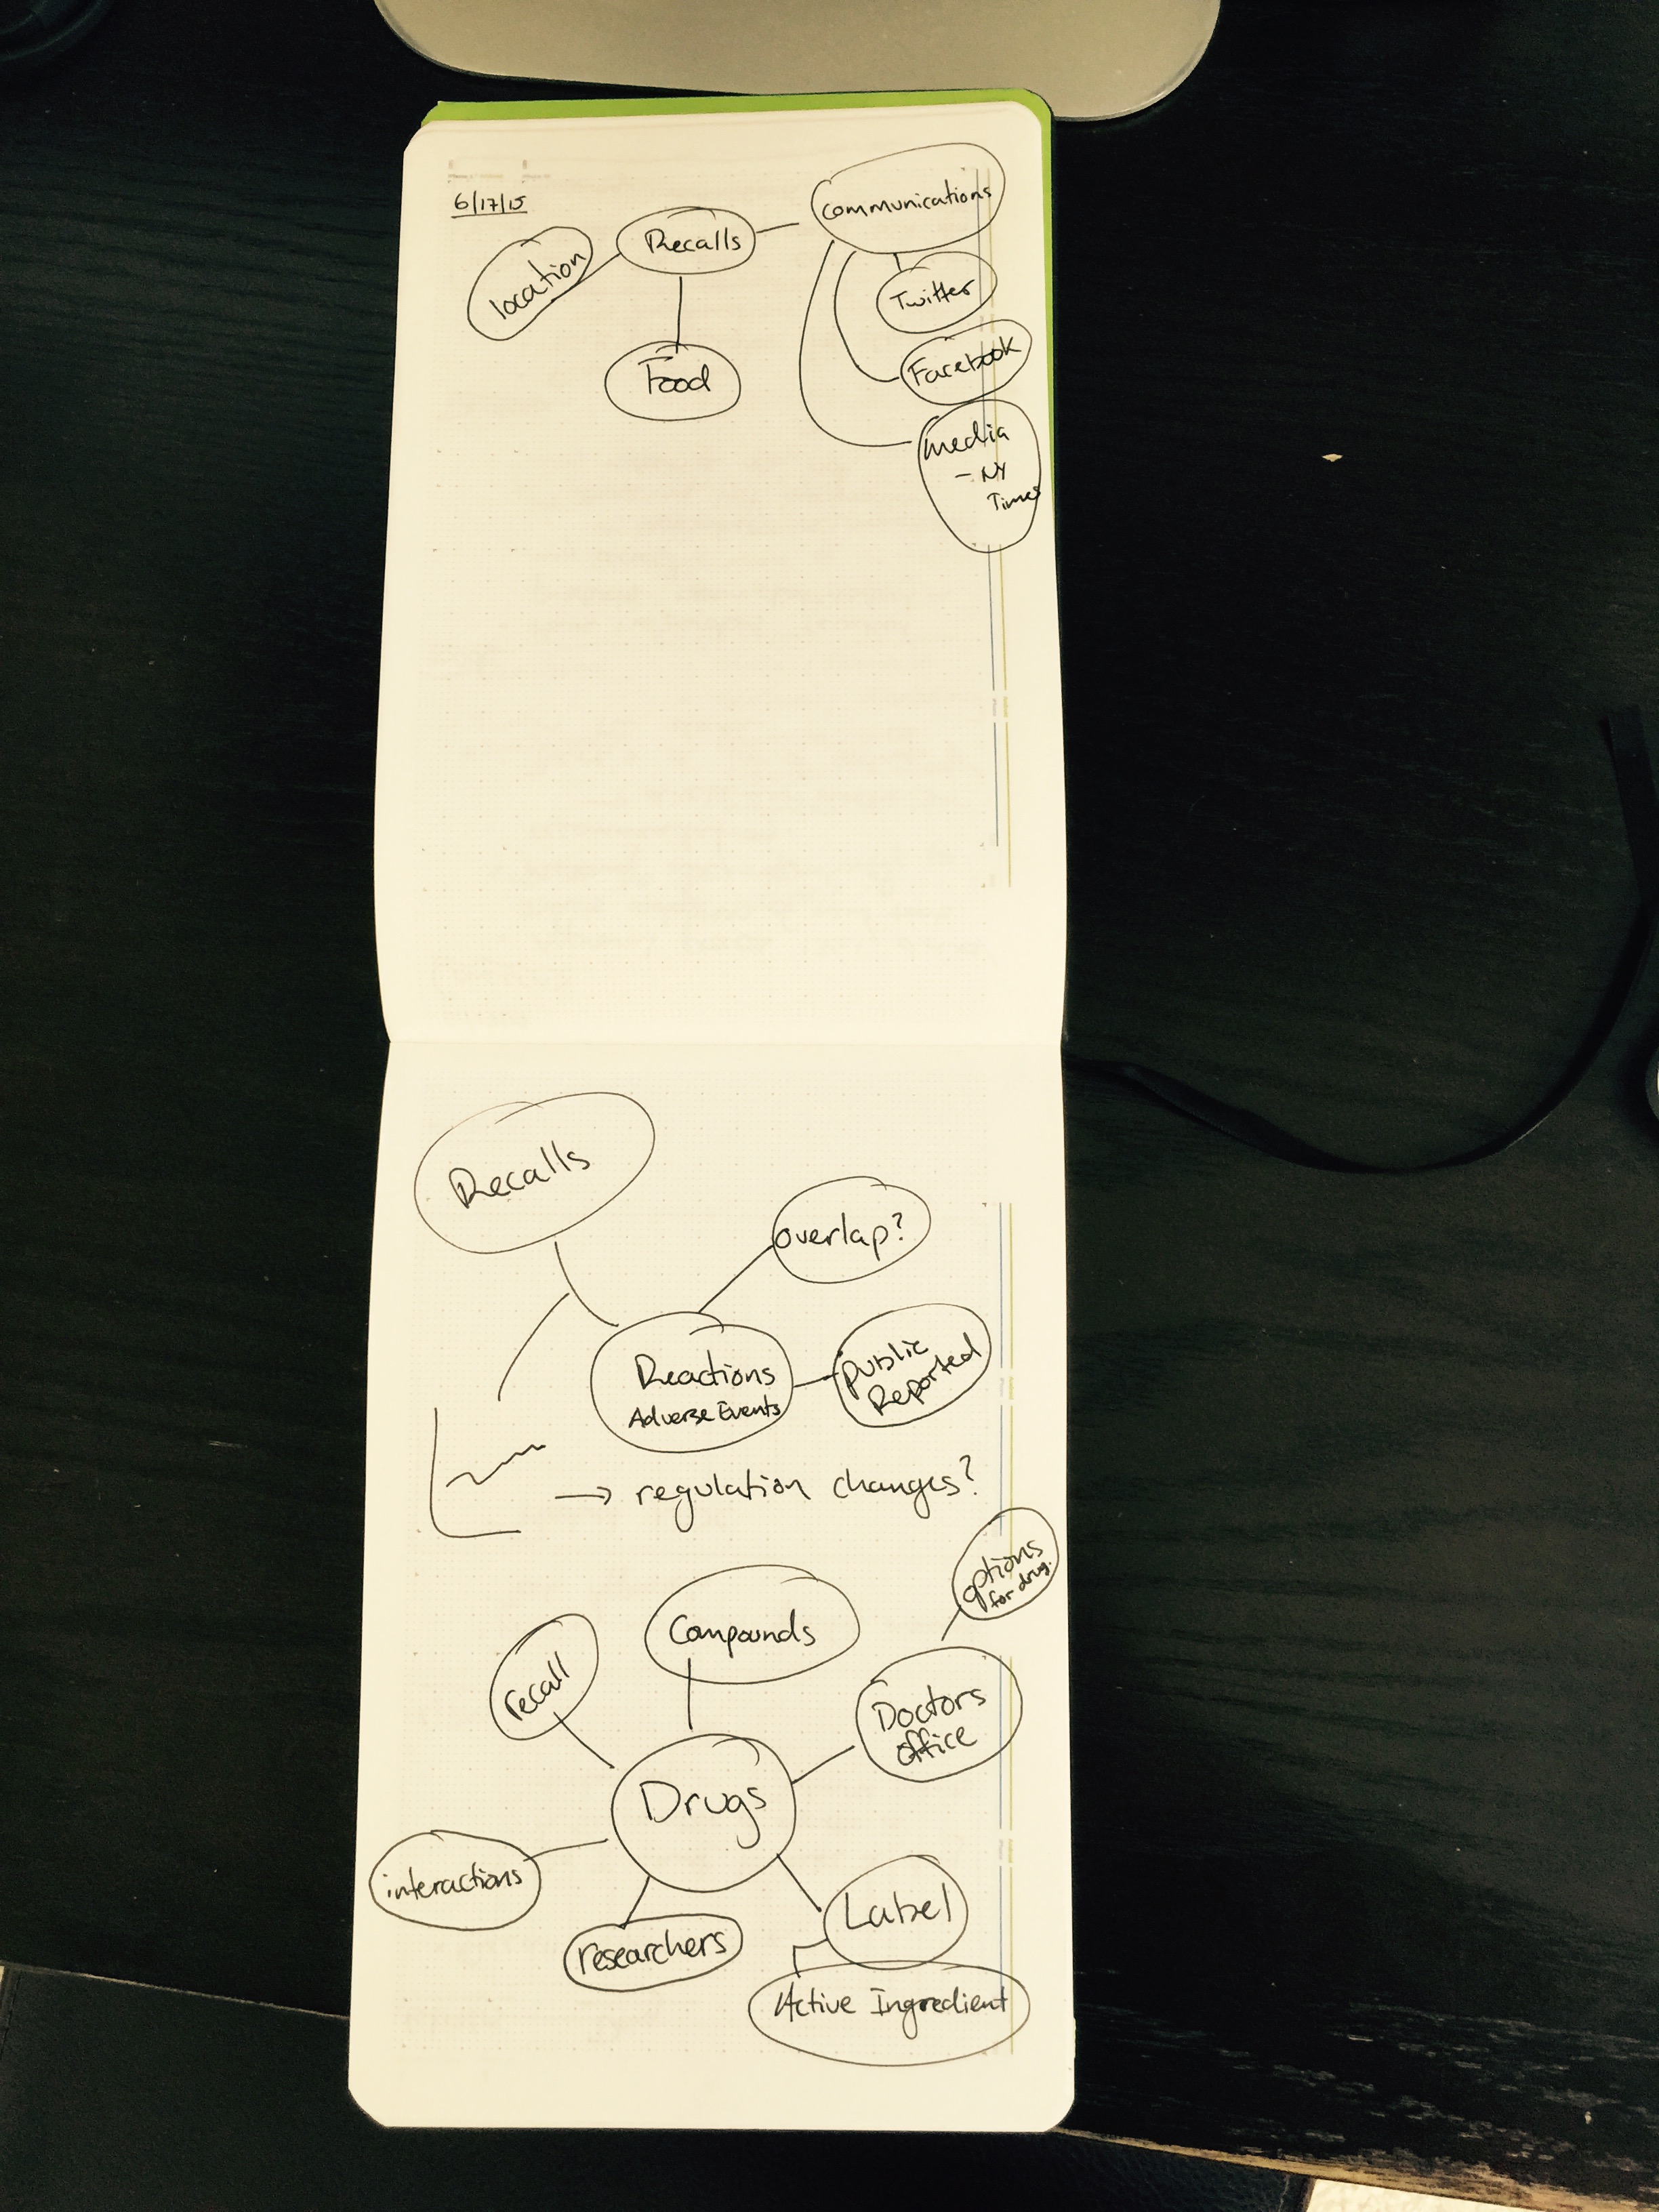 6/17/15
Communications
Recalls
location
Twitter
Food
Facebook
media
- NY
Times
Recalls
overlap?
Reactions
Adverse Events
public
Reported
→ regulation changes?
options
for drug.
Compounds
recall
Doctors
office
Drugs
interactions
Label
researchers
Active Ingredient